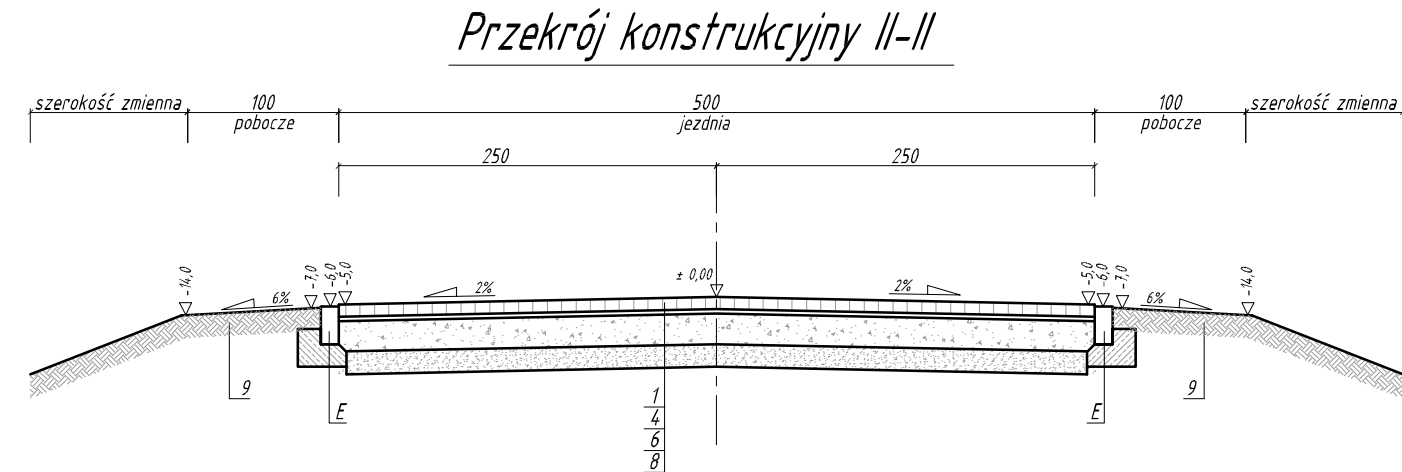 Przekrój konstrukcyjny II-II
szerokość zmienna 100 500 100 szerokość zmienna
pobocze jezdnia pobocze
250 250
-14,0 -7,0 -6,0 -5,0 ± 0,00 -5,0 -6,0 -7,0 -14,0
6% 2% 2% 6%
9 E 1 E 9
4
6
8